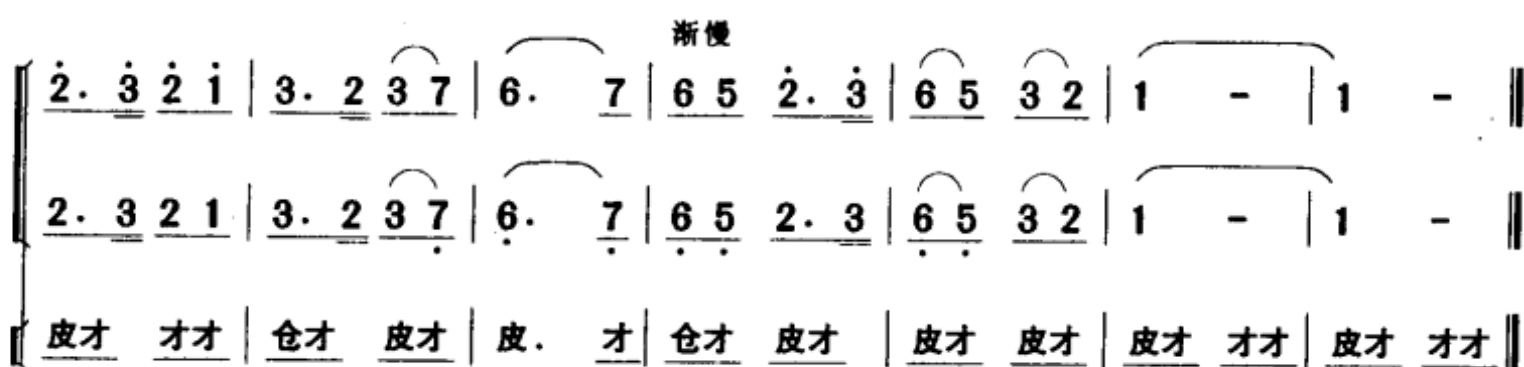 渐慢
2. 3 2 1 | 3. 2 3 7 | 6. 7 | 6 5 2. 3 | 6 5 3 2 | 1 - | 1 - ‖
2. 3 2 1 | 3. 2 3 7 | 6. 7 | 6 5 2. 3 | 6 5 3 2 | 1 - | 1 - ‖
皮才 才才 | 仓才 皮才 | 皮. 才 | 仓才 皮才 | 皮才 皮才 | 皮才 才才 | 皮才 才才 ‖